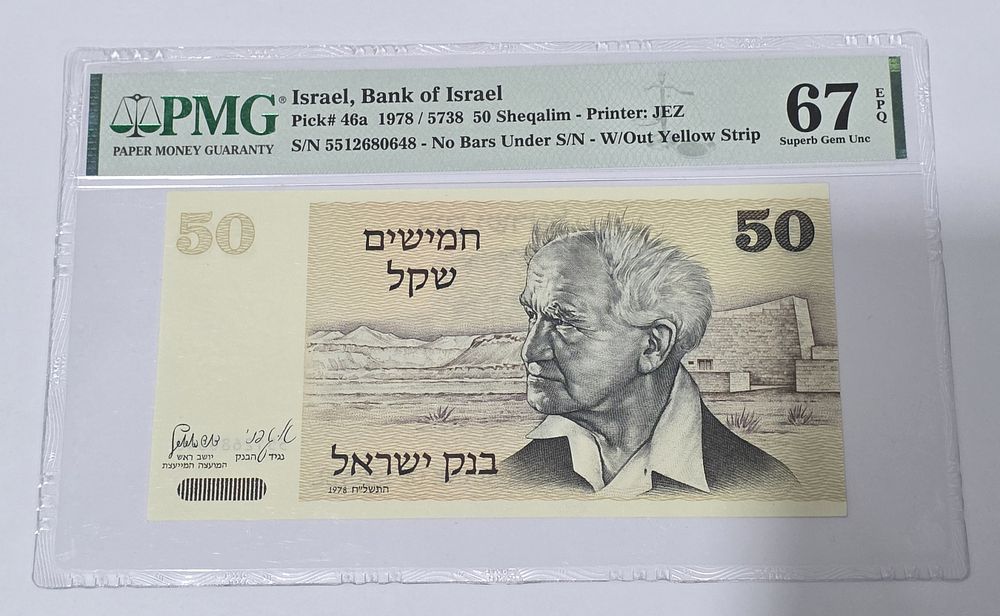 PMG®
PAPER MONEY GUARANTY
Israel, Bank of Israel
Pick# 46a 1978 / 5738 50 Sheqalim - Printer: JEZ
S/N 5512680648 - No Bars Under S/N - W/Out Yellow Strip
67
EPQ
Superb Gem Unc
50
50
חמישים
שקל
נגיד הבנק
יושב ראש
המועצה המייעצת
בנק ישראל
התשל״ח 1978